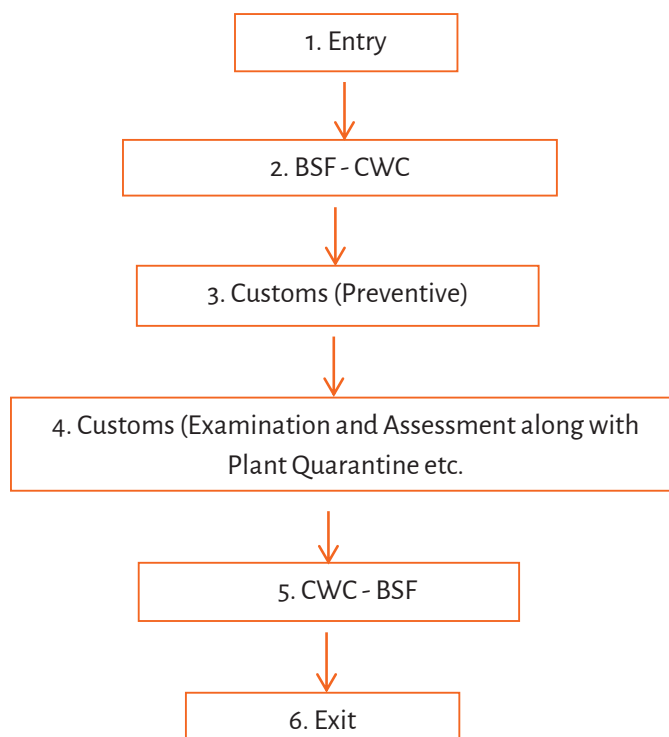 1. Entry
2. BSF - CWC
3. Customs (Preventive)
4. Customs (Examination and Assessment along with
Plant Quarantine etc.
5. CWC - BSF
6. Exit